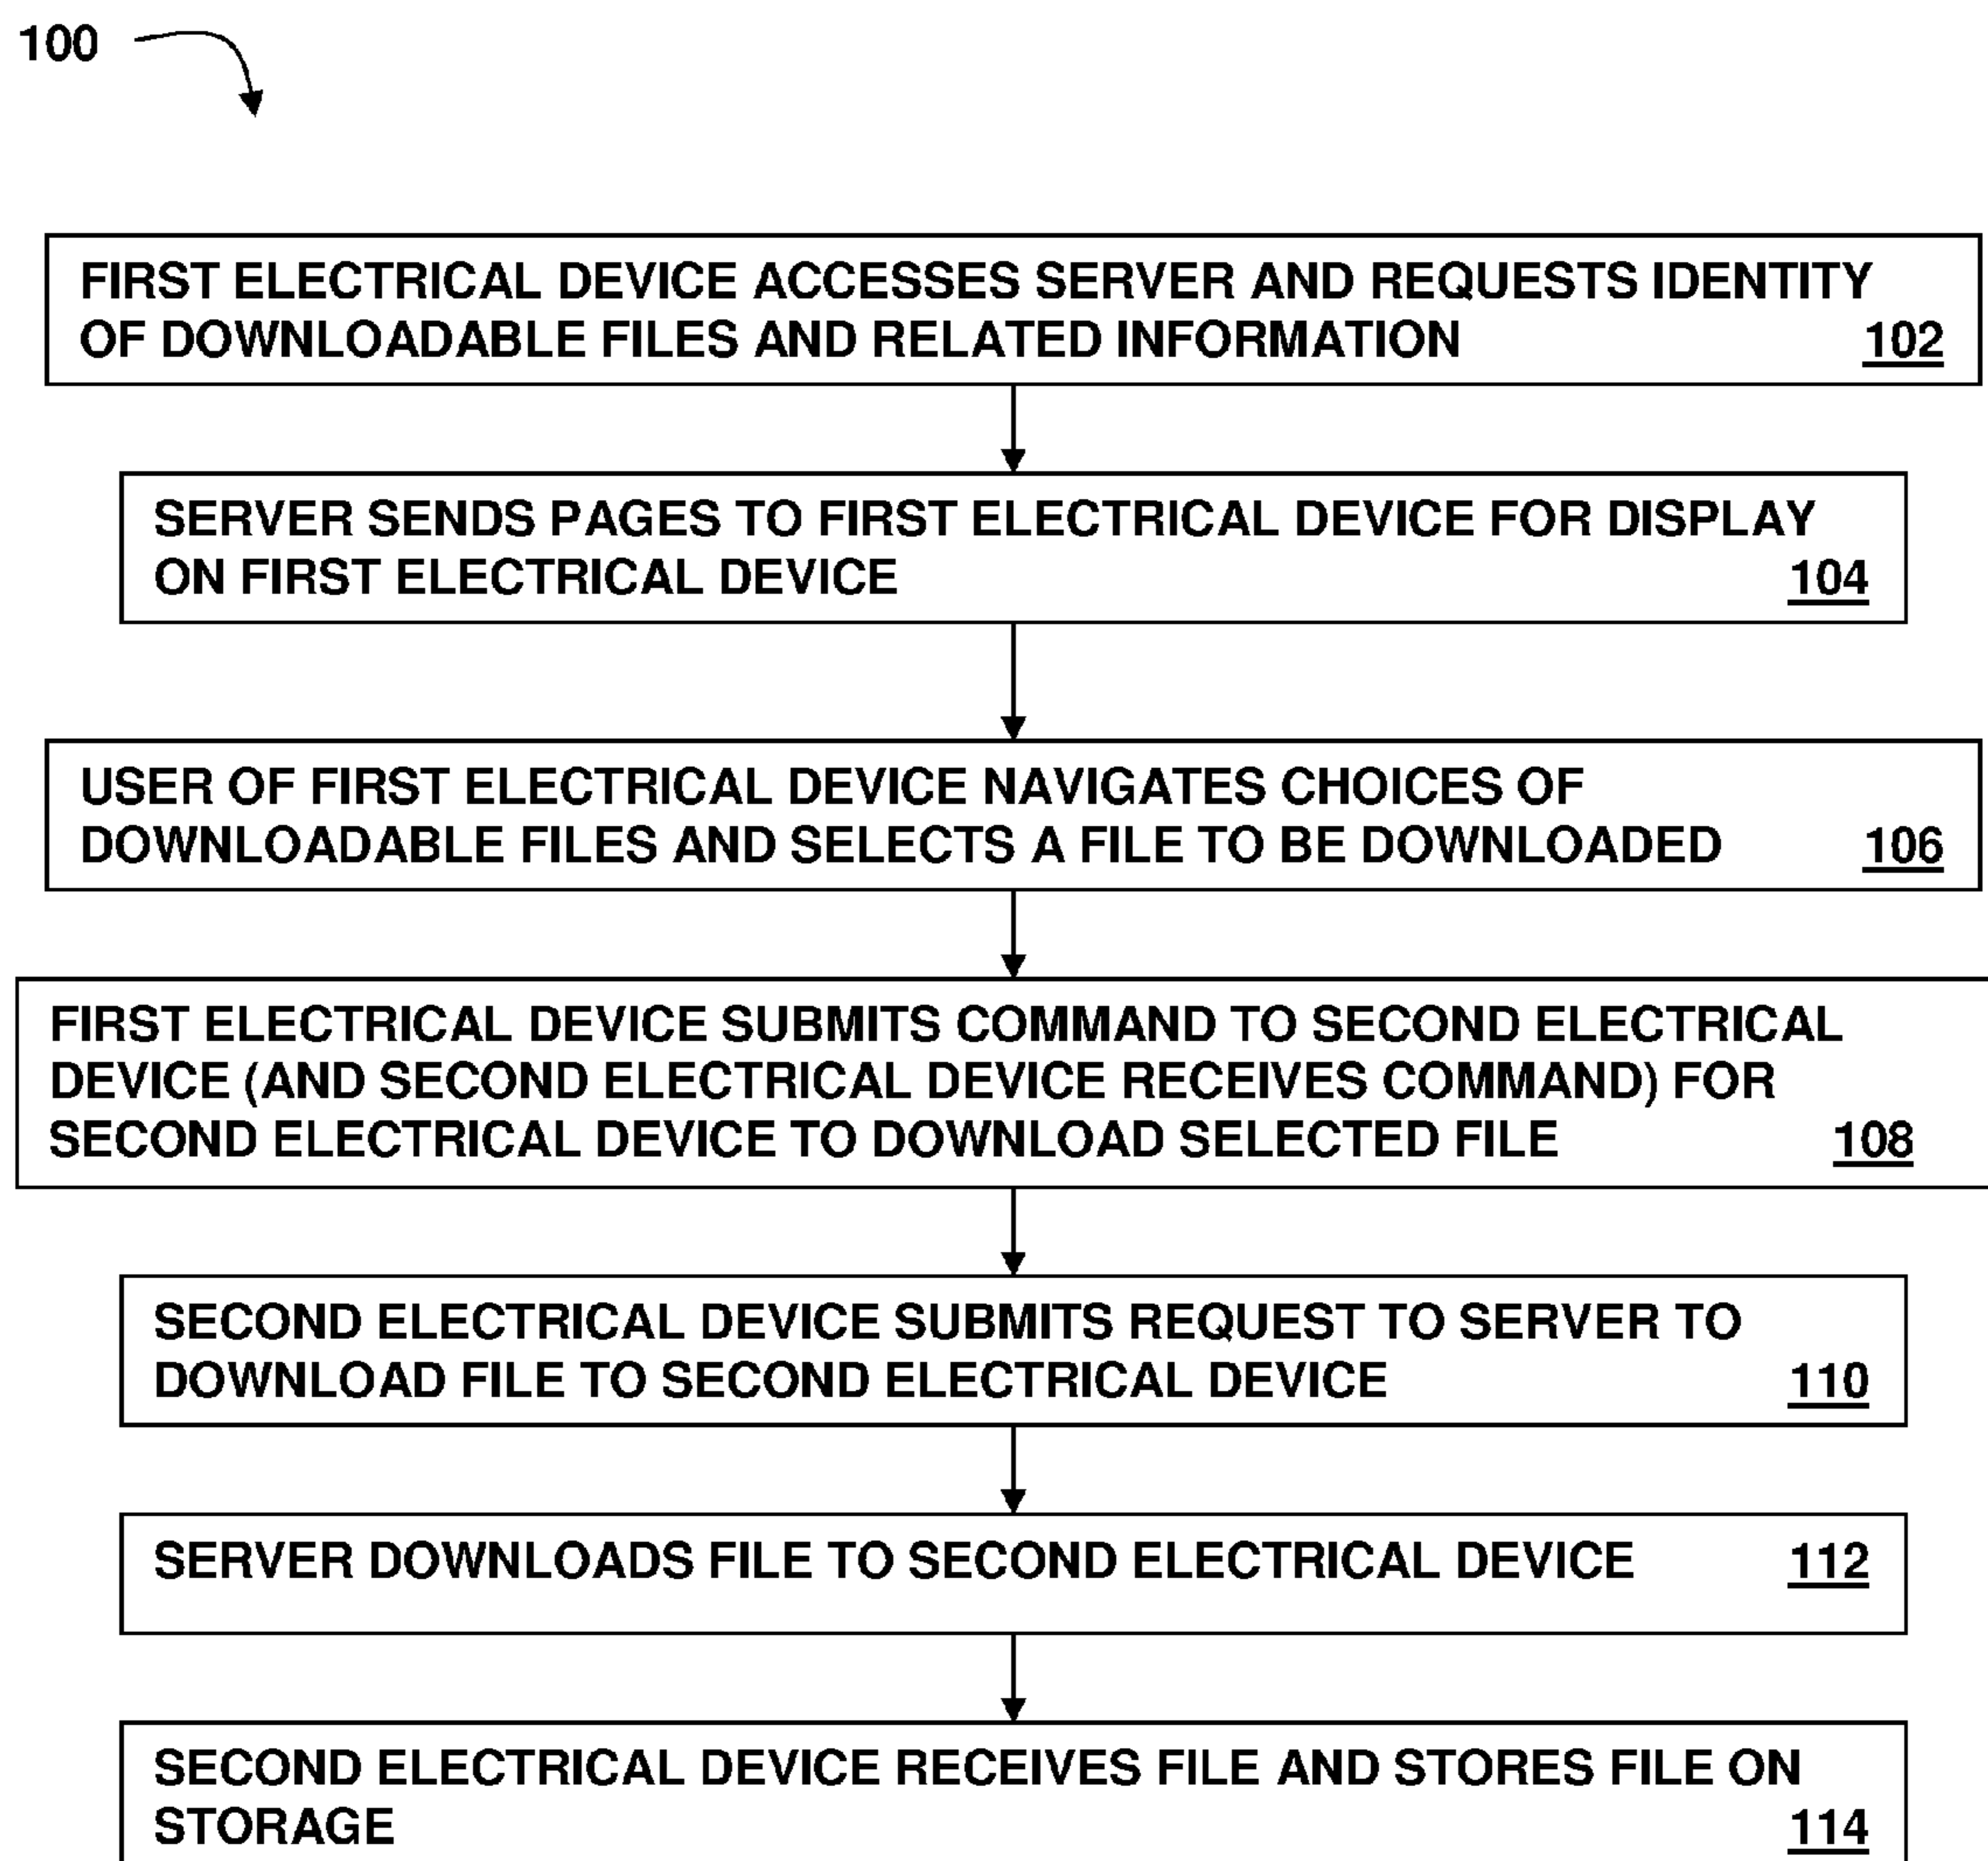 100
FIRST ELECTRICAL DEVICE ACCESSES SERVER AND REQUESTS IDENTITY
OF DOWNLOADABLE FILES AND RELATED INFORMATION 102
SERVER SENDS PAGES TO FIRST ELECTRICAL DEVICE FOR DISPLAY
ON FIRST ELECTRICAL DEVICE 104
USER OF FIRST ELECTRICAL DEVICE NAVIGATES CHOICES OF
DOWNLOADABLE FILES AND SELECTS A FILE TO BE DOWNLOADED 106
FIRST ELECTRICAL DEVICE SUBMITS COMMAND TO SECOND ELECTRICAL
DEVICE (AND SECOND ELECTRICAL DEVICE RECEIVES COMMAND) FOR
SECOND ELECTRICAL DEVICE TO DOWNLOAD SELECTED FILE 108
SECOND ELECTRICAL DEVICE SUBMITS REQUEST TO SERVER TO
DOWNLOAD FILE TO SECOND ELECTRICAL DEVICE 110
SERVER DOWNLOADS FILE TO SECOND ELECTRICAL DEVICE 112
SECOND ELECTRICAL DEVICE RECEIVES FILE AND STORES FILE ON
STORAGE 114